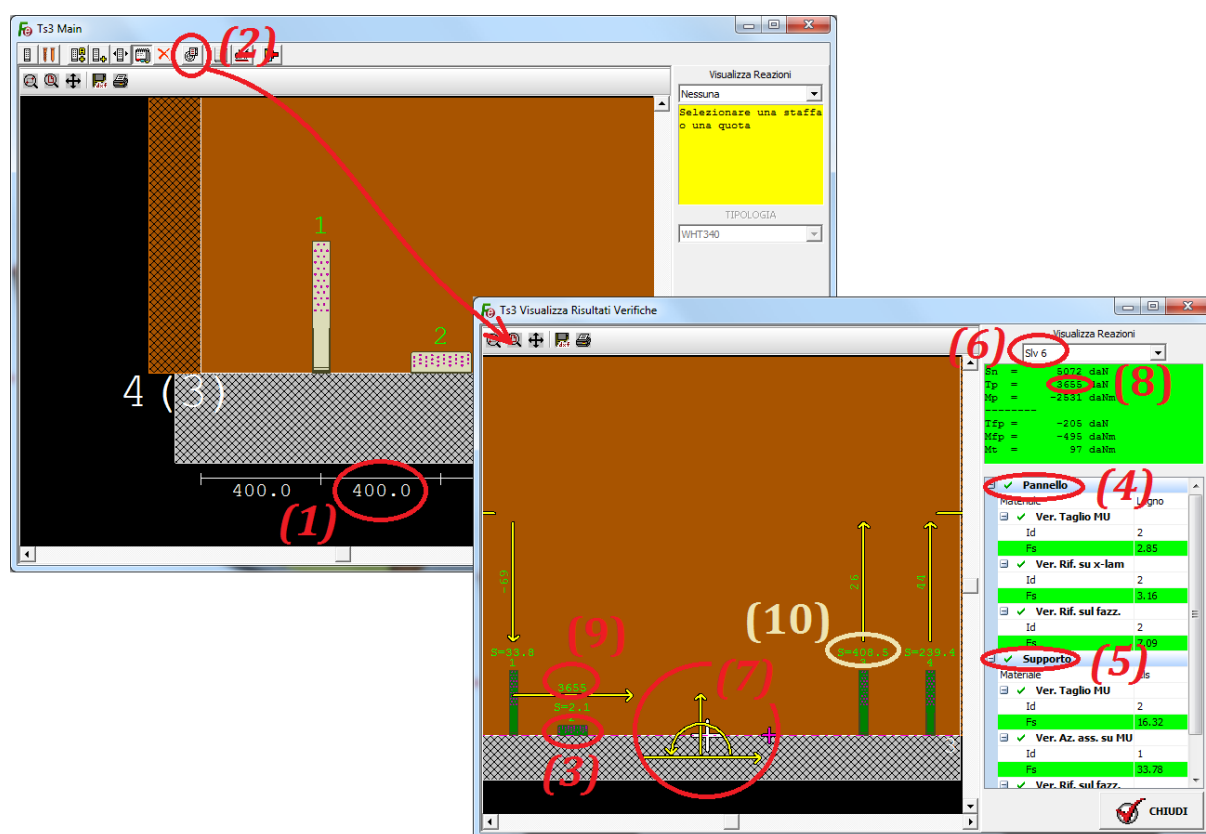 Ts3 Main
(2)
Visualizza Reazioni
Nessuna
Selezionare una staffa
o una quota
TIPOLOGIA
WHT340
1
2
4 (3)
400.0
400.0
(1)
Ts3 Visualizza Risultati Verifiche
Visualizza Reazioni
(6)
Slv 6
Sn = 5072 daN
Tp = 3655 daN
(8)
Mp = -2531 daNm
--------
Tfp = -205 daN
Mfp = -495 daNm
Mt = 97 daNm
Pannello
(4)
Materiale Legno
Ver. Taglio MU
Id 2
Fs 2.85
Ver. Rif. su x-lam
Id 2
Fs 3.16
Ver. Rif. sul fazz.
Id 2
Fs 2.09
Supporto
(5)
Materiale cls
Ver. Taglio MU
Id 2
Fs 16.32
Ver. Az. ass. su MU
Id 1
Fs 33.78
Ver. Rif. sul fazz.
CHIUDI
-69
26
44
(9)
(10)
S=33.8
1
S=408.5
3
S=239.4
4
(7)
3655
S=2.1
2
(3)
3